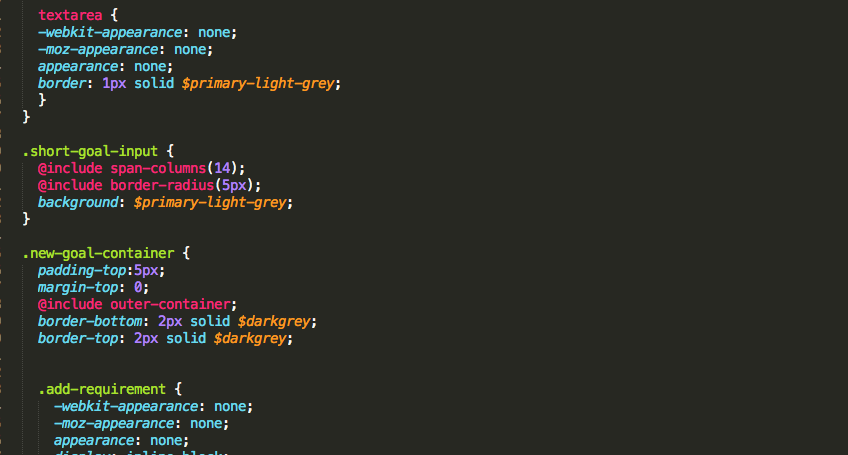 textarea {
-webkit-appearance: none;
-moz-appearance: none;
appearance: none;
border: 1px solid $primary-light-grey;
}
}
.short-goal-input {
@include span-columns(14);
@include border-radius(5px);
background: $primary-light-grey;
}
.new-goal-container {
padding-top:5px;
margin-top: 0;
@include outer-container;
border-bottom: 2px solid $darkgrey;
border-top: 2px solid $darkgrey;
.add-requirement {
-webkit-appearance: none;
-moz-appearance: none;
appearance: none;
display: inline-block;